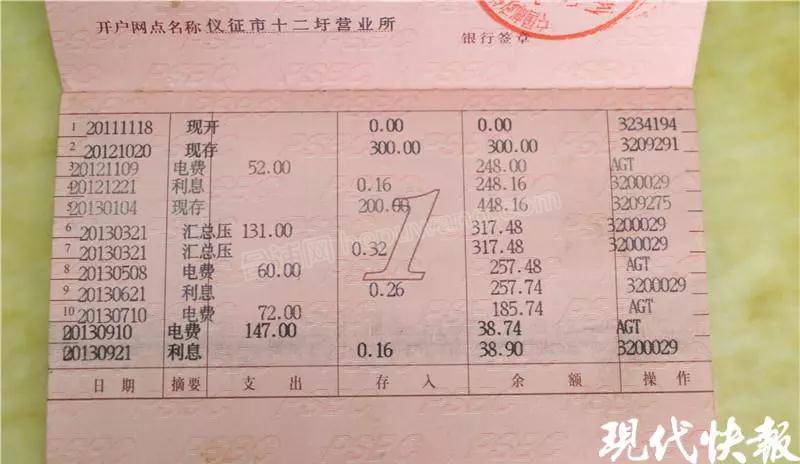 开户网点名称 仪征市十二圩营业所
银行签章
1 20111118 现开 0.00 0.00 3234194
2 20121020 现存 300.00 300.00 3209291
3 20121109 电费 52.00 248.00 AGT
4 20121221 利息 0.16 248.16 3200029
5 20130104 现存 200.00 448.16 3209275
6 20130321 汇总压 131.00 317.48 3200029
7 20130321 汇总压 0.32 317.48 3200029
8 20130508 电费 60.00 257.48 AGT
9 20130621 利息 0.26 257.74 3200029
10 20130710 电费 72.00 185.74 AGT
20130910 电费 147.00 38.74 AGT
20130921 利息 0.16 38.90 3200029
日期 摘要 支出 存入 余额 操作
1
现代快報